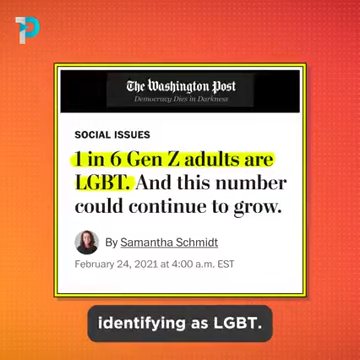 The Washington Post
Democracy Dies in Darkness
SOCIAL ISSUES
1 in 6 Gen Z adults are
LGBT. And this number
could continue to grow.
By Samantha Schmidt
February 24, 2021 at 4:00 a.m. EST
identifying as LGBT.